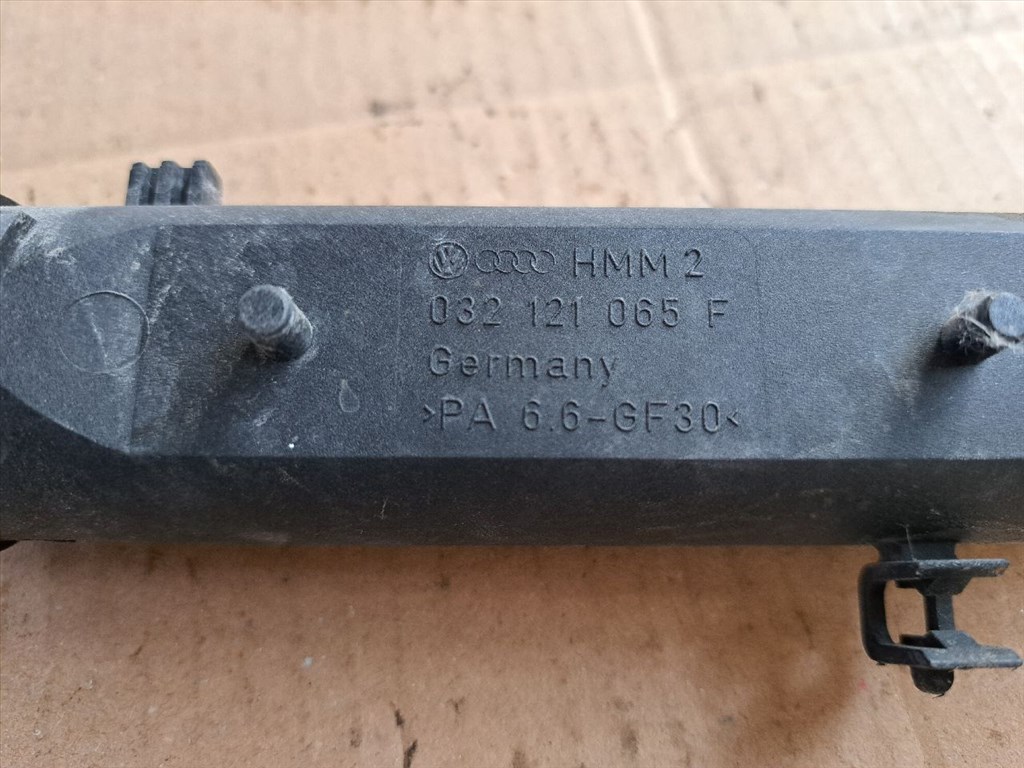 HMM 2
032 121 065 F
Germany
>PA 6.6-GF30<